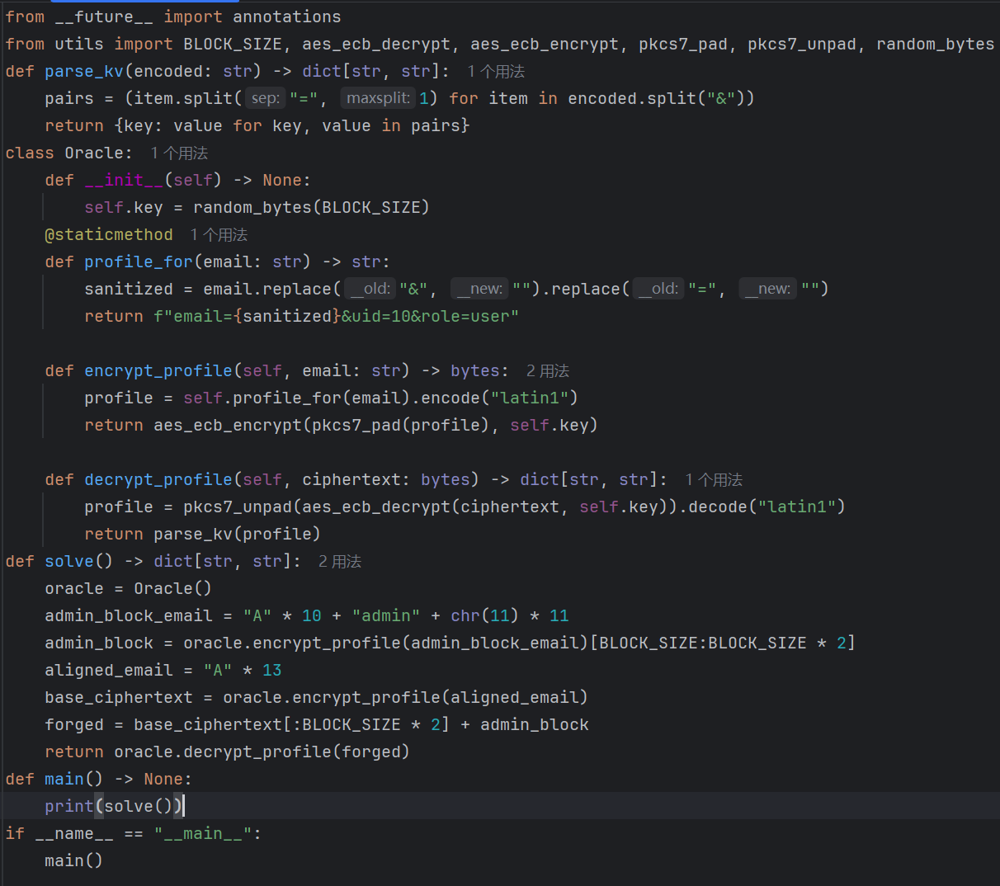 from __future__ import annotations
from utils import BLOCK_SIZE, aes_ecb_decrypt, aes_ecb_encrypt, pkcs7_pad, pkcs7_unpad, random_bytes
def parse_kv(encoded: str) -> dict[str, str]: 1个用法
    pairs = (item.split( sep: "=", maxsplit: 1) for item in encoded.split("&"))
    return {key: value for key, value in pairs}
class Oracle: 1个用法
    def __init__(self) -> None:
        self.key = random_bytes(BLOCK_SIZE)
    @staticmethod 1个用法
    def profile_for(email: str) -> str:
        sanitized = email.replace( __old: "&", __new: "").replace( __old: "=", __new: "")
        return f"email={sanitized}&uid=10&role=user"
    def encrypt_profile(self, email: str) -> bytes: 2用法
        profile = self.profile_for(email).encode("latin1")
        return aes_ecb_encrypt(pkcs7_pad(profile), self.key)
    def decrypt_profile(self, ciphertext: bytes) -> dict[str, str]: 1个用法
        profile = pkcs7_unpad(aes_ecb_decrypt(ciphertext, self.key)).decode("latin1")
        return parse_kv(profile)
def solve() -> dict[str, str]: 2用法
    oracle = Oracle()
    admin_block_email = "A" * 10 + "admin" + chr(11) * 11
    admin_block = oracle.encrypt_profile(admin_block_email)[BLOCK_SIZE:BLOCK_SIZE * 2]
    aligned_email = "A" * 13
    base_ciphertext = oracle.encrypt_profile(aligned_email)
    forged = base_ciphertext[:BLOCK_SIZE * 2] + admin_block
    return oracle.decrypt_profile(forged)
def main() -> None:
    print(solve())
if __name__ == "__main__":
    main()